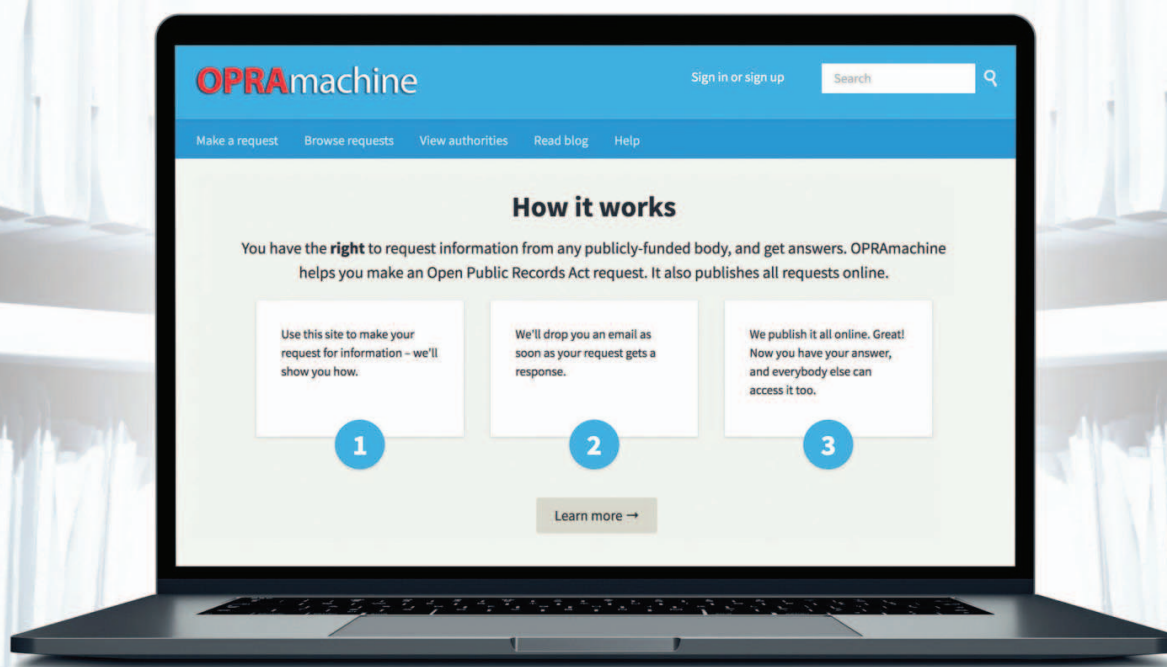 OPRAmachine
Sign in or sign up
Search
Make a request Browse requests View authorities Read blog Help
How it works
You have the right to request information from any publicly-funded body, and get answers. OPRAmachine
helps you make an Open Public Records Act request. It also publishes all requests online.
Use this site to make your
request for information – we'll
show you how.
1
We'll drop you an email as
soon as your request gets a
response.
2
We publish it all online. Great!
Now you have your answer,
and everybody else can
access it too.
3
Learn more →